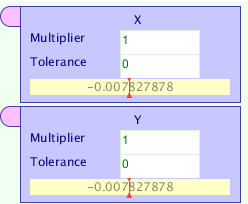 X
Multiplier 1
Tolerance 0
-0.007827878
Y
Multiplier 1
Tolerance 0
-0.007827878